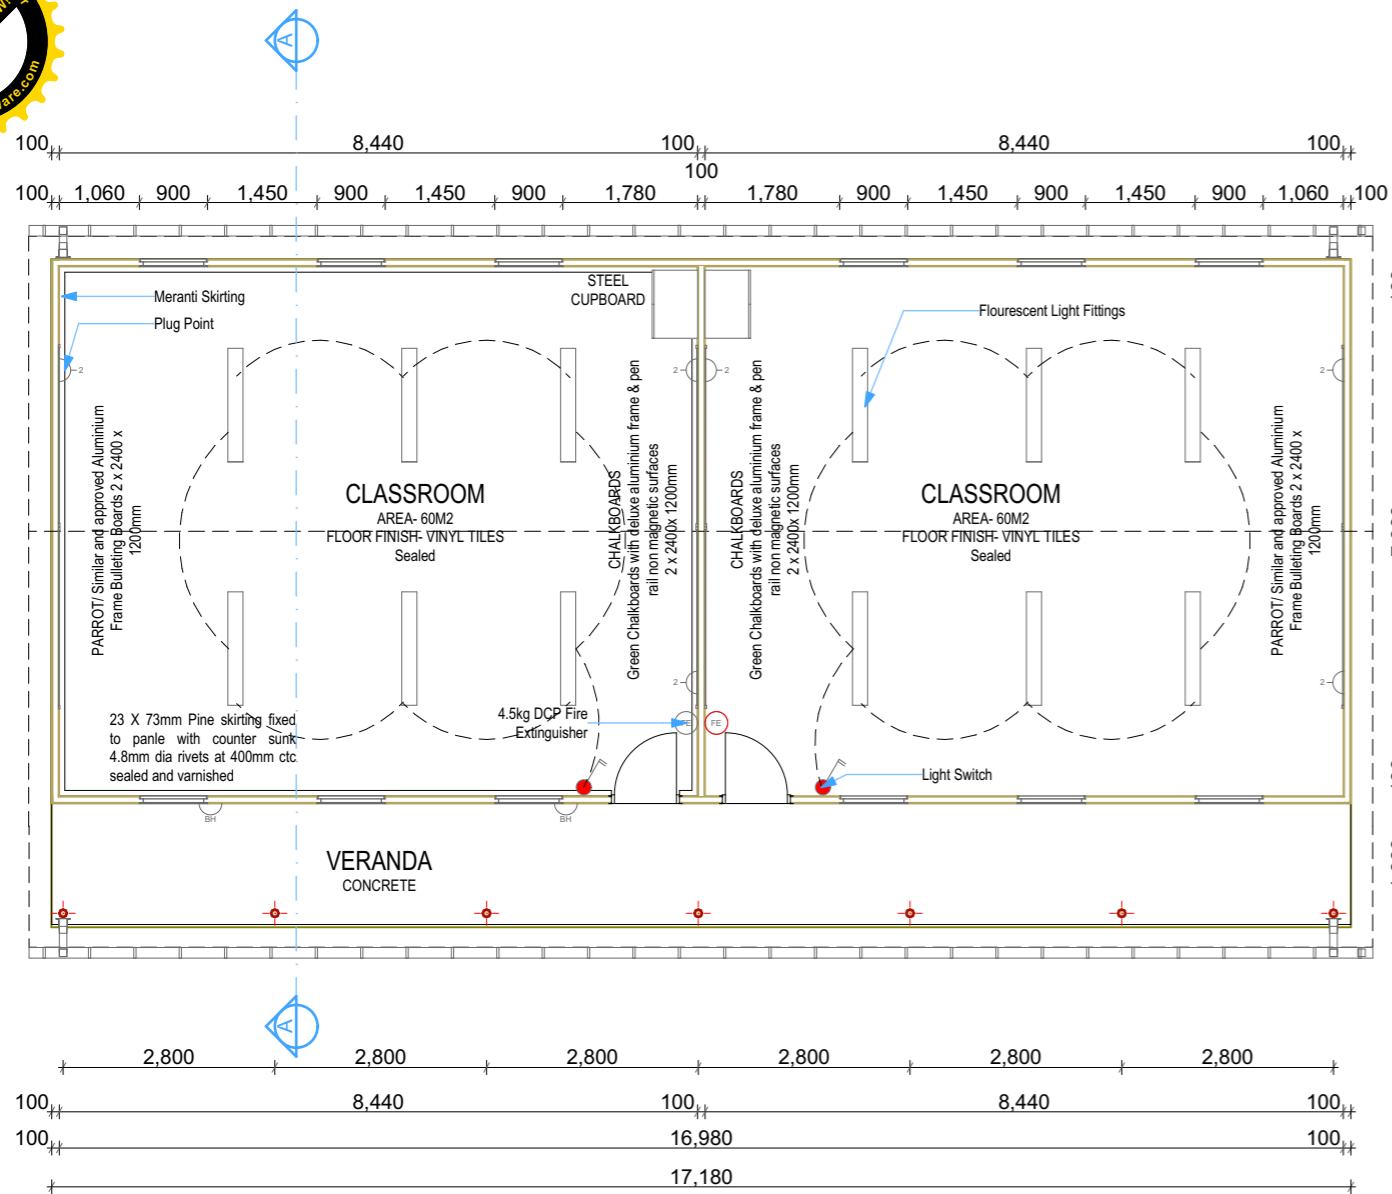 A
100 8,440 100 8,440 100
100
100 1,060 900 1,450 900 1,450 900 1,780 1,780 900 1,450 900 1,450 900 1,060 100
STEEL
CUPBOARD
Meranti Skirting
Plug Point
Flourescent Light Fittings
2
2
2
2
PARROT/ Similar and approved Aluminium
Frame Bulleting Boards 2 x 2400 x
1200mm
CLASSROOM
AREA- 60M2
FLOOR FINISH- VINYL TILES
Sealed
CHALKBOARDS
Green Chalkboards with deluxe aluminium frame & pen
rail non magnetic surfaces
2 x 2400x 1200mm
CHALKBOARDS
Green Chalkboards with deluxe aluminium frame & pen
rail non magnetic surfaces
2 x 2400x 1200mm
CLASSROOM
AREA- 60M2
FLOOR FINISH- VINYL TILES
Sealed
PARROT/ Similar and approved Aluminium
Frame Bulleting Boards 2 x 2400 x
1200mm
2
2
23 X 73mm Pine skirting fixed
to panle with counter sunk
4.8mm dia rivets at 400mm ctc
sealed and varnished
4.5kg DCP Fire
Extinguisher
FE
FE
Light Switch
BH
BH
VERANDA
CONCRETE
A
2,800 2,800 2,800 2,800 2,800 2,800
100 8,440 100 8,440 100
100 16,980 100
17,180